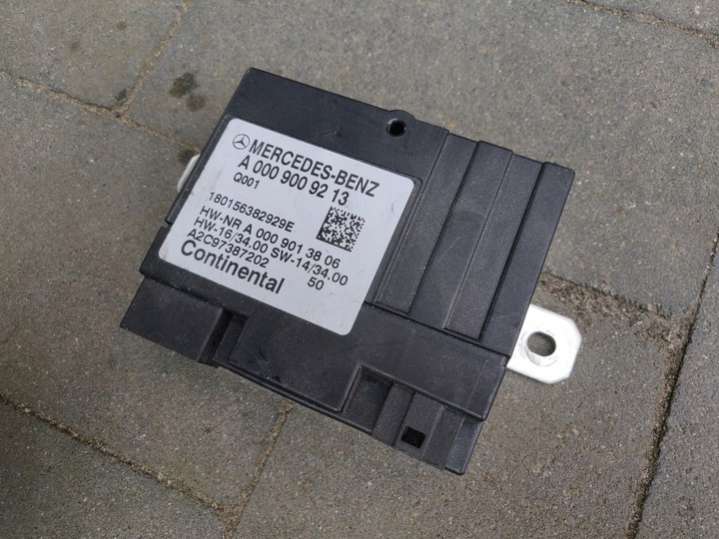 MERCEDES-BENZ
A 000 900 92 13
Q001
180156382929E
HW-NR A 000 901 38 06
HW-16/34.00 SW-14/34.00
A2C97387202 50
Continental